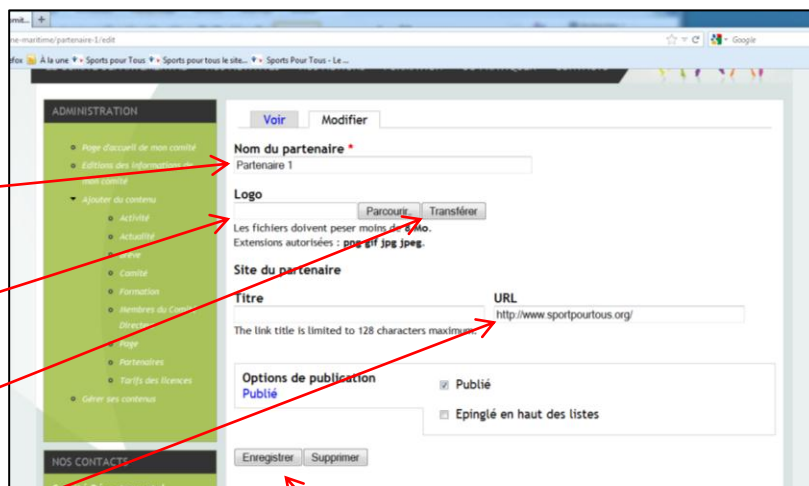 omit...
ne-maritime/partenaire-1/edit
Google
fox À la une Sports pour Tous Sports pour tous le site... Sports Pour Tous - Le ...
ADMINISTRATION
Page d'accueil de mon comité
Editions des informations de
mon comité
Ajouter du contenu
Activité
Actualité
Brève
Comité
Formation
Membres du Comité
Directeur
Page
Partenaires
Tarifs des licences
Gérer ses contenus
NOS CONTACTS
Voir Modifier
Nom du partenaire *
Partenaire 1
Logo
Parcourir_ Transférer
Les fichiers doivent peser moins de 8 Mo.
Extensions autorisées : png gif jpg jpeg.
Site du partenaire
Titre URL
http://www.sportpourtous.org/
The link title is limited to 128 characters maximum.
Options de publication
Publié
Publié
Epinglé en haut des listes
Enregistrer Supprimer